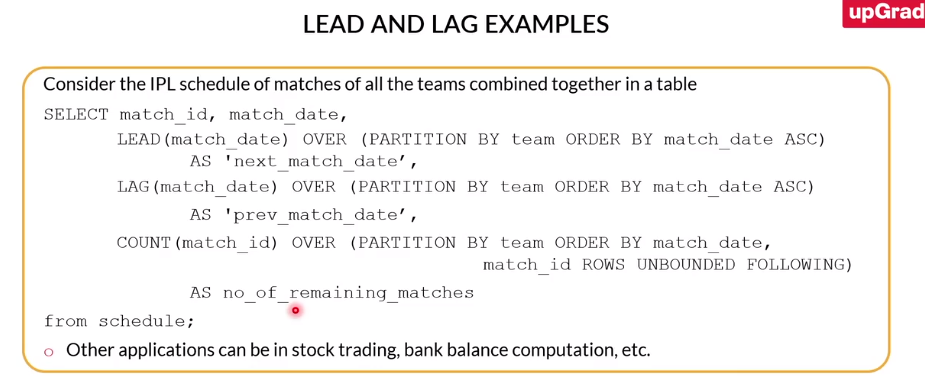 upGrad
LEAD AND LAG EXAMPLES
Consider the IPL schedule of matches of all the teams combined together in a table
SELECT match_id, match_date,
LEAD(match_date) OVER (PARTITION BY team ORDER BY match_date ASC)
AS 'next_match_date’,
LAG(match_date) OVER (PARTITION BY team ORDER BY match_date ASC)
AS 'prev_match_date’,
COUNT(match_id) OVER (PARTITION BY team ORDER BY match_date,
match_id ROWS UNBOUNDED FOLLOWING)
AS no_of_remaining_matches
from schedule;
o Other applications can be in stock trading, bank balance computation, etc.